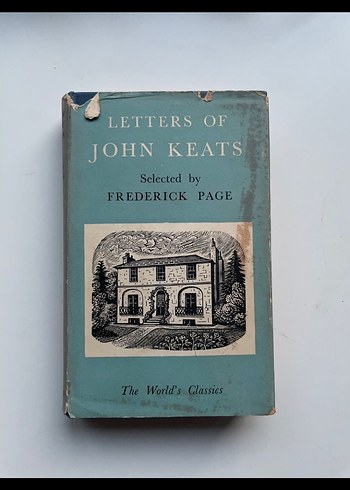 LETTERS OF
JOHN KEATS
Selected by
FREDERICK PAGE
The World's Classics